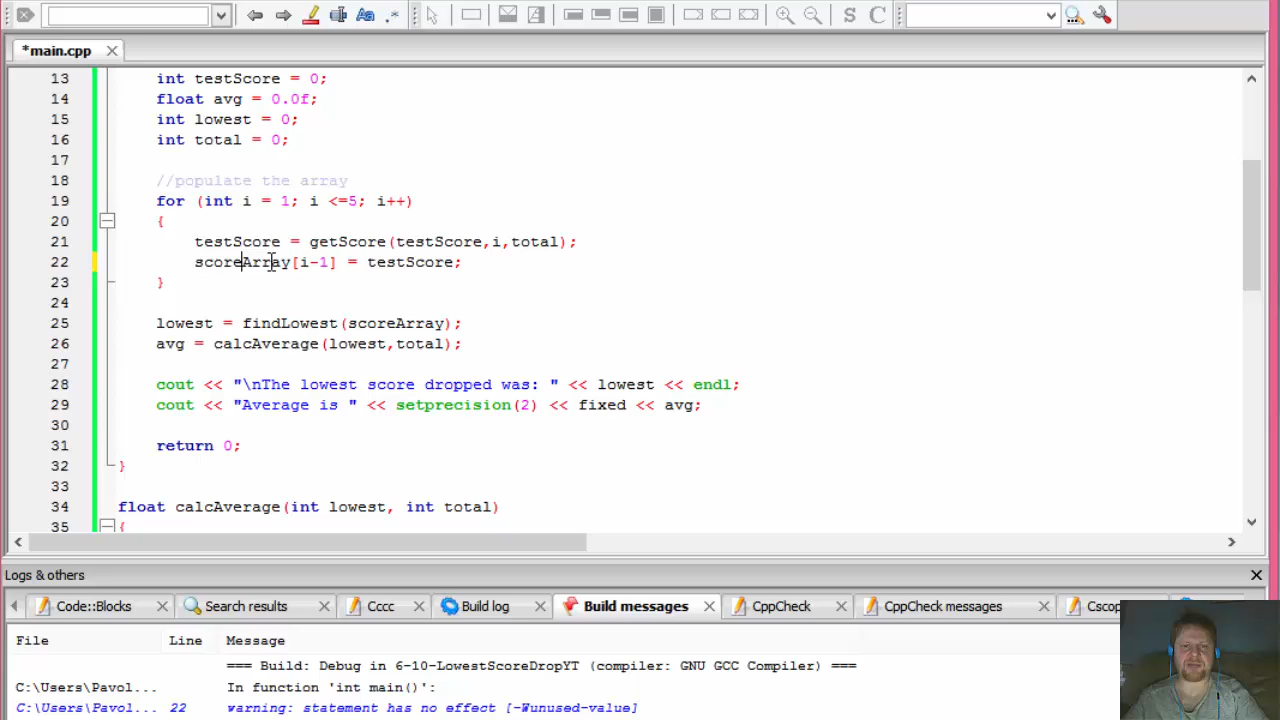 *main.cpp
13 int testScore = 0;
14 float avg = 0.0f;
15 int lowest = 0;
16 int total = 0;
17
18 //populate the array
19 for (int i = 1; i <=5; i++)
20 {
21 testScore = getScore(testScore,i,total);
22 scoreArray[i-1] = testScore;
23 }
24
25 lowest = findLowest(scoreArray);
26 avg = calcAverage(lowest,total);
27
28 cout << "\nThe lowest score dropped was: " << lowest << endl;
29 cout << "Average is " << setprecision(2) << fixed << avg;
30
31 return 0;
32 }
33
34 float calcAverage(int lowest, int total)
35 {
Logs & others
Code::Blocks Search results Cccc Build log Build messages CppCheck CppCheck messages Cscop
File Line Message
=== Build: Debug in 6-10-LowestScoreDropYT (compiler: GNU GCC Compiler) ===
C:\Users\Pavol... In function 'int main()':
C:\Users\Pavol... 22 warning: statement has no effect [-Wunused-value]